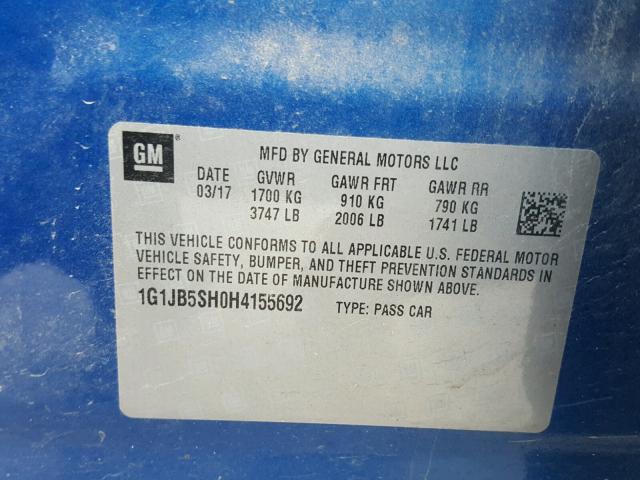 GM ®
MFD BY GENERAL MOTORS LLC
DATE GVWR GAWR FRT GAWR RR
03/17 1700 KG 910 KG 790 KG
3747 LB 2006 LB 1741 LB
THIS VEHICLE CONFORMS TO ALL APPLICABLE U.S. FEDERAL MOTOR
VEHICLE SAFETY, BUMPER, AND THEFT PREVENTION STANDARDS IN
EFFECT ON THE DATE OF MANUFACTURE SHOWN ABOVE.
1G1JB5SH0H4155692 TYPE: PASS CAR